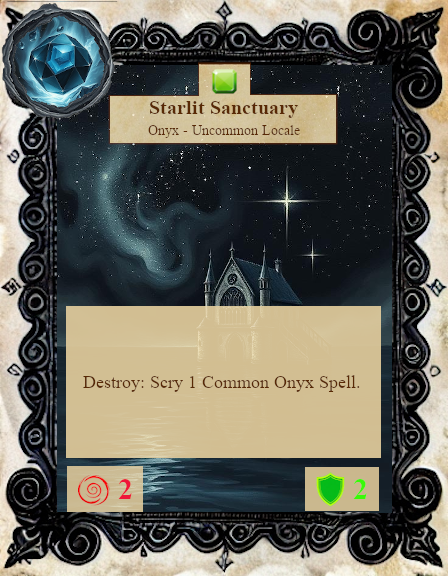 Starlit Sanctuary
Onyx - Uncommon Locale
Destroy: Scry 1 Common Onyx Spell.
2
2